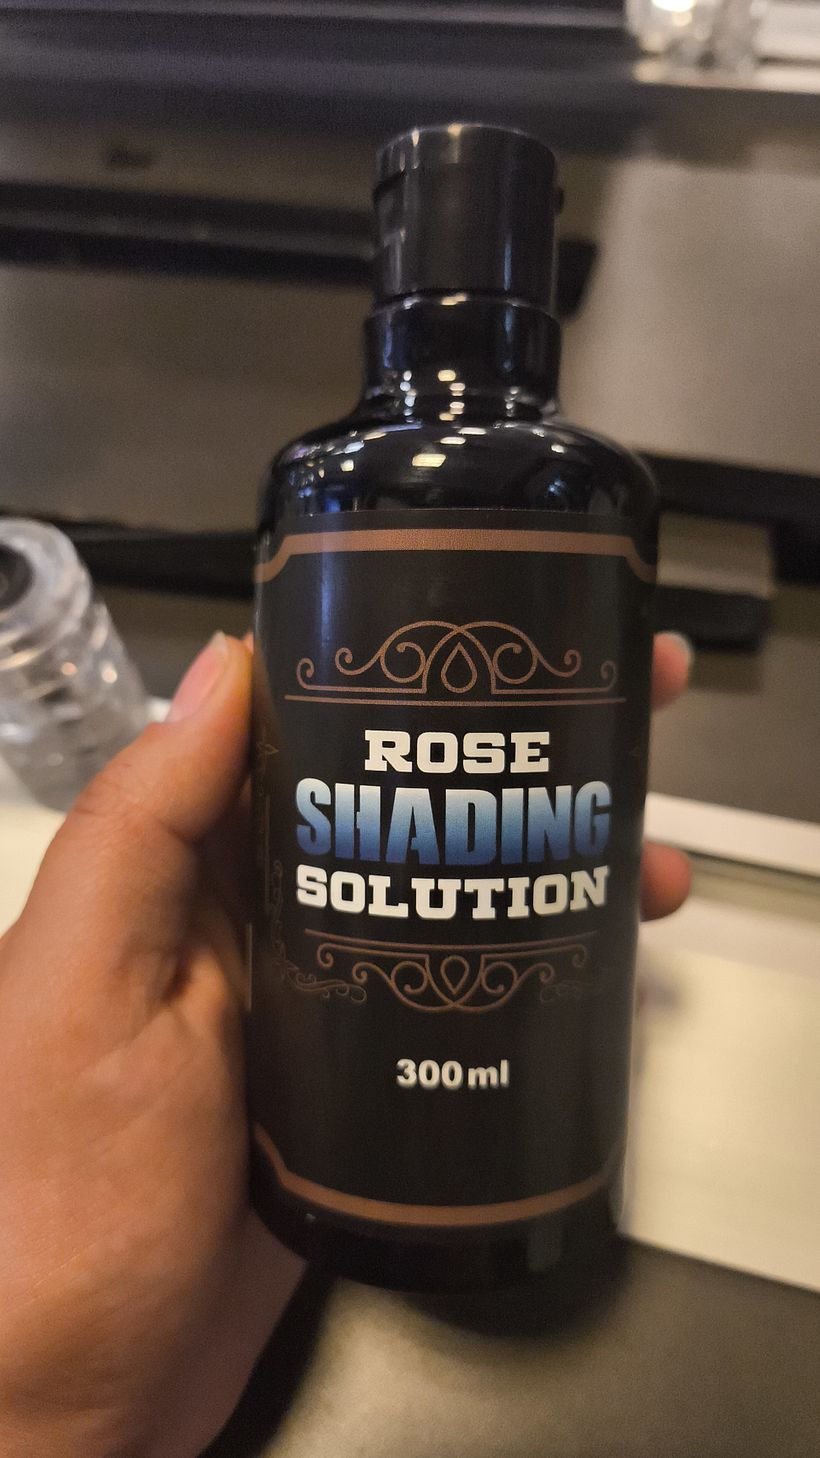 ROSE
SHADING
SOLUTION
300ml